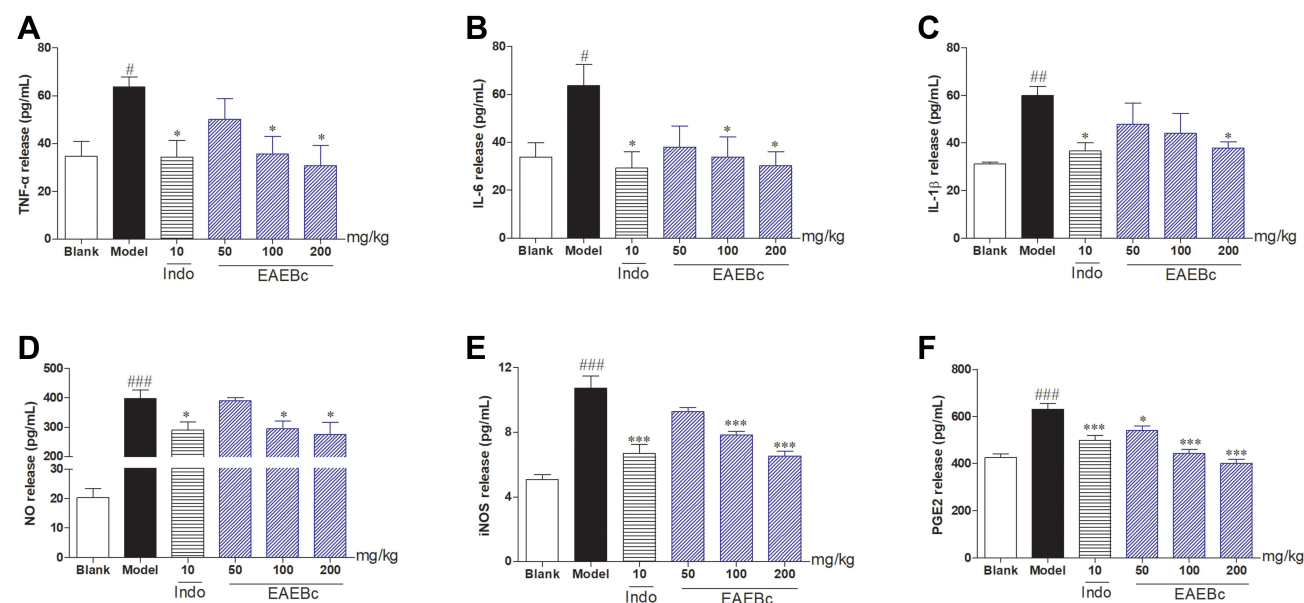 A
TNF-α release (pg/mL)
80
60
40
20
0
#
*
*
*
Blank Model 10 50 100 200 mg/kg
Indo EAEBc
B
IL-6 release (pg/mL)
80
60
40
20
0
#
*
*
*
Blank Model 10 50 100 200 mg/kg
Indo EAEBc
C
IL-1β release (pg/mL)
80
60
40
20
0
##
*
*
Blank Model 10 50 100 200 mg/kg
Indo EAEBc
D
NO release (pg/mL)
500
400
300
200
30
20
10
0
###
*
*
*
Blank Model 10 50 100 200 mg/kg
Indo EAEBc
E
iNOS release (pg/mL)
12
8
4
0
###
***
***
***
Blank Model 10 50 100 200 mg/kg
Indo EAEBc
F
PGE2 release (pg/mL)
800
600
400
200
0
###
***
*
***
***
Blank Model 10 50 100 200 mg/kg
Indo EAEBc